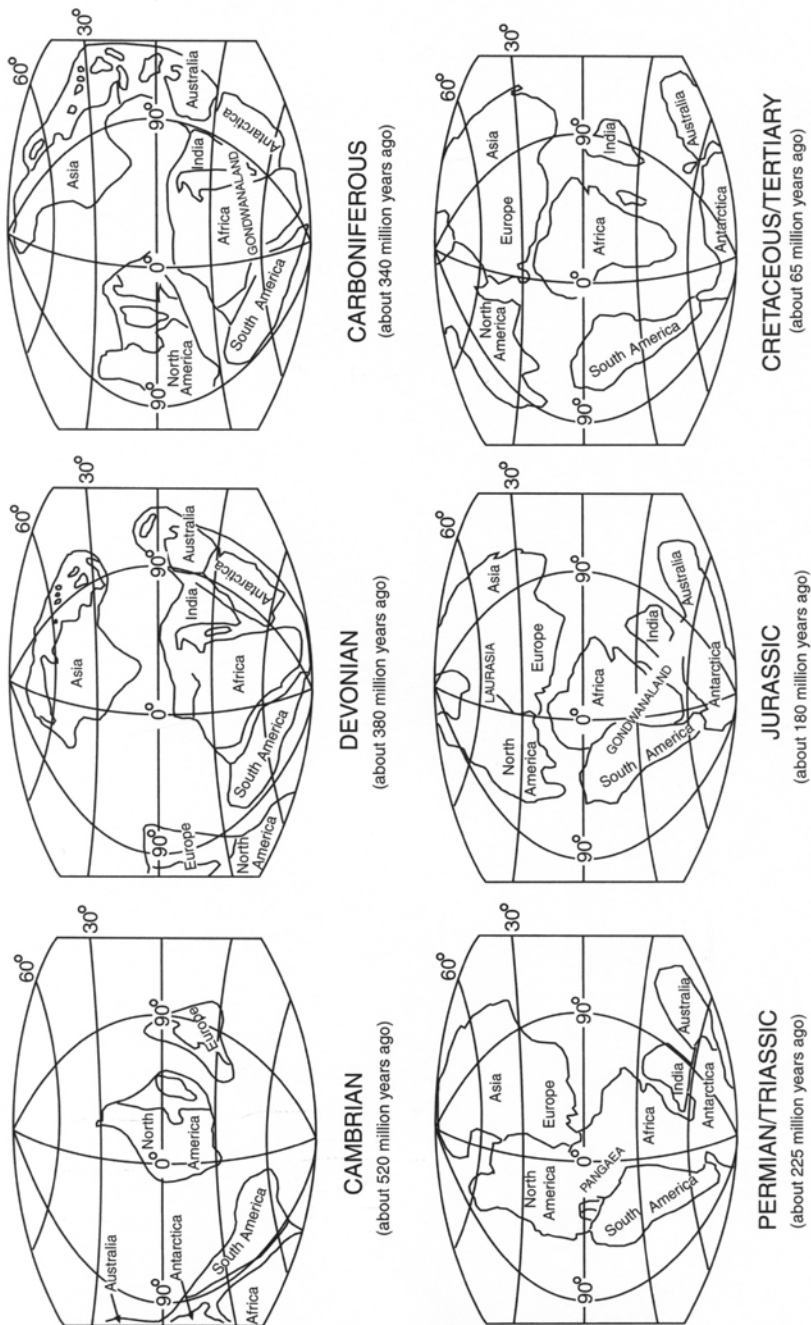 60°
30°
Australia
Antarctica
Africa
South America
90°
North
America
0°
Europe
90°
CAMBRIAN
(about 520 million years ago)
60°
30°
Asia
90°
Europe
North
America
0°
South America
Africa
India
90°
Australia
Antarctica
DEVONIAN
(about 380 million years ago)
60°
30°
Asia
90°
North
America
0°
South America
Africa
GONDWANALAND
India
90°
Australia
Antarctica
CARBONIFEROUS
(about 340 million years ago)
60°
30°
Asia
Europe
North
America
90°
PANGAEA
0°
90°
South America
Africa
India
Australia
Antarctica
PERMIAN/TRIASSIC
(about 225 million years ago)
60°
30°
LAURASIA
Asia
North
America
Europe
90°
0°
90°
Africa
South America
GONDWANALAND
India
Australia
Antarctica
JURASSIC
(about 180 million years ago)
60°
30°
North
America
Europe
Asia
90°
0°
90°
South America
Africa
India
Australia
Antarctica
CRETACEOUS/TERTIARY
(about 65 million years ago)